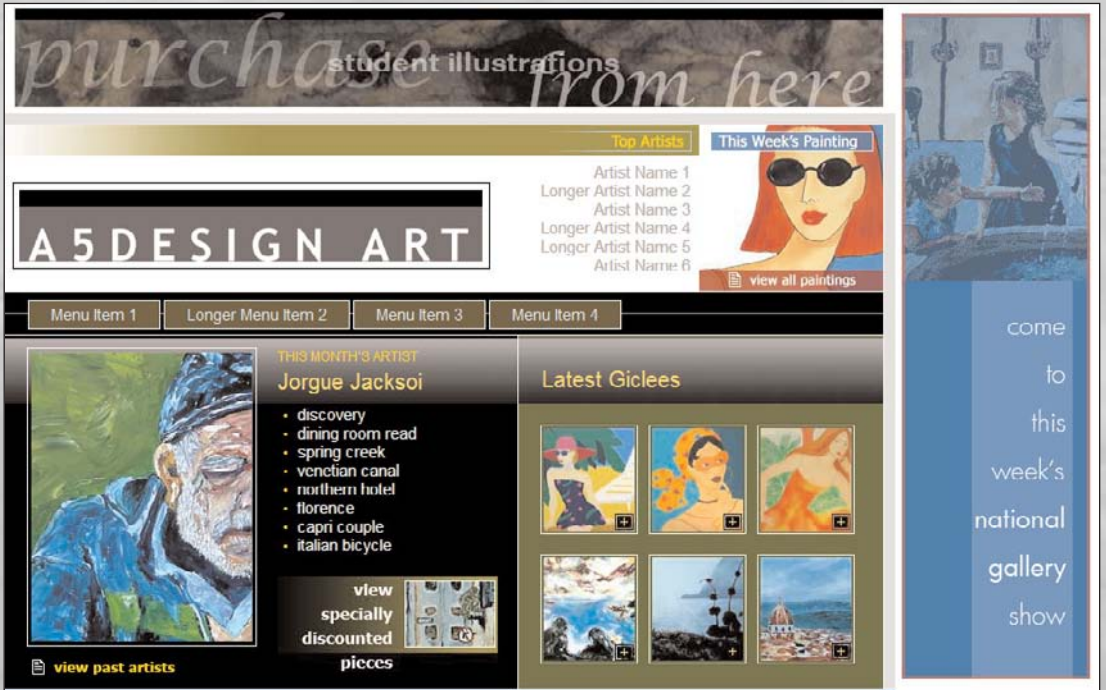 purchase student illustrations from here
Top Artists
Artist Name 1
Longer Artist Name 2
Artist Name 3
Longer Artist Name 4
Longer Artist Name 5
Artist Name 6
This Week's Painting
view all paintings
A5DESIGN ART
Menu Item 1
Longer Menu Item 2
Menu Item 3
Menu Item 4
THIS MONTH'S ARTIST
Jorgue Jacksoi
discovery
dining room read
spring creek
venetian canal
northern hotel
florence
capri couple
italian bicycle
view
specially
discounted
pieces
view past artists
Latest Giclees
come
to
this
week's
national
gallery
show